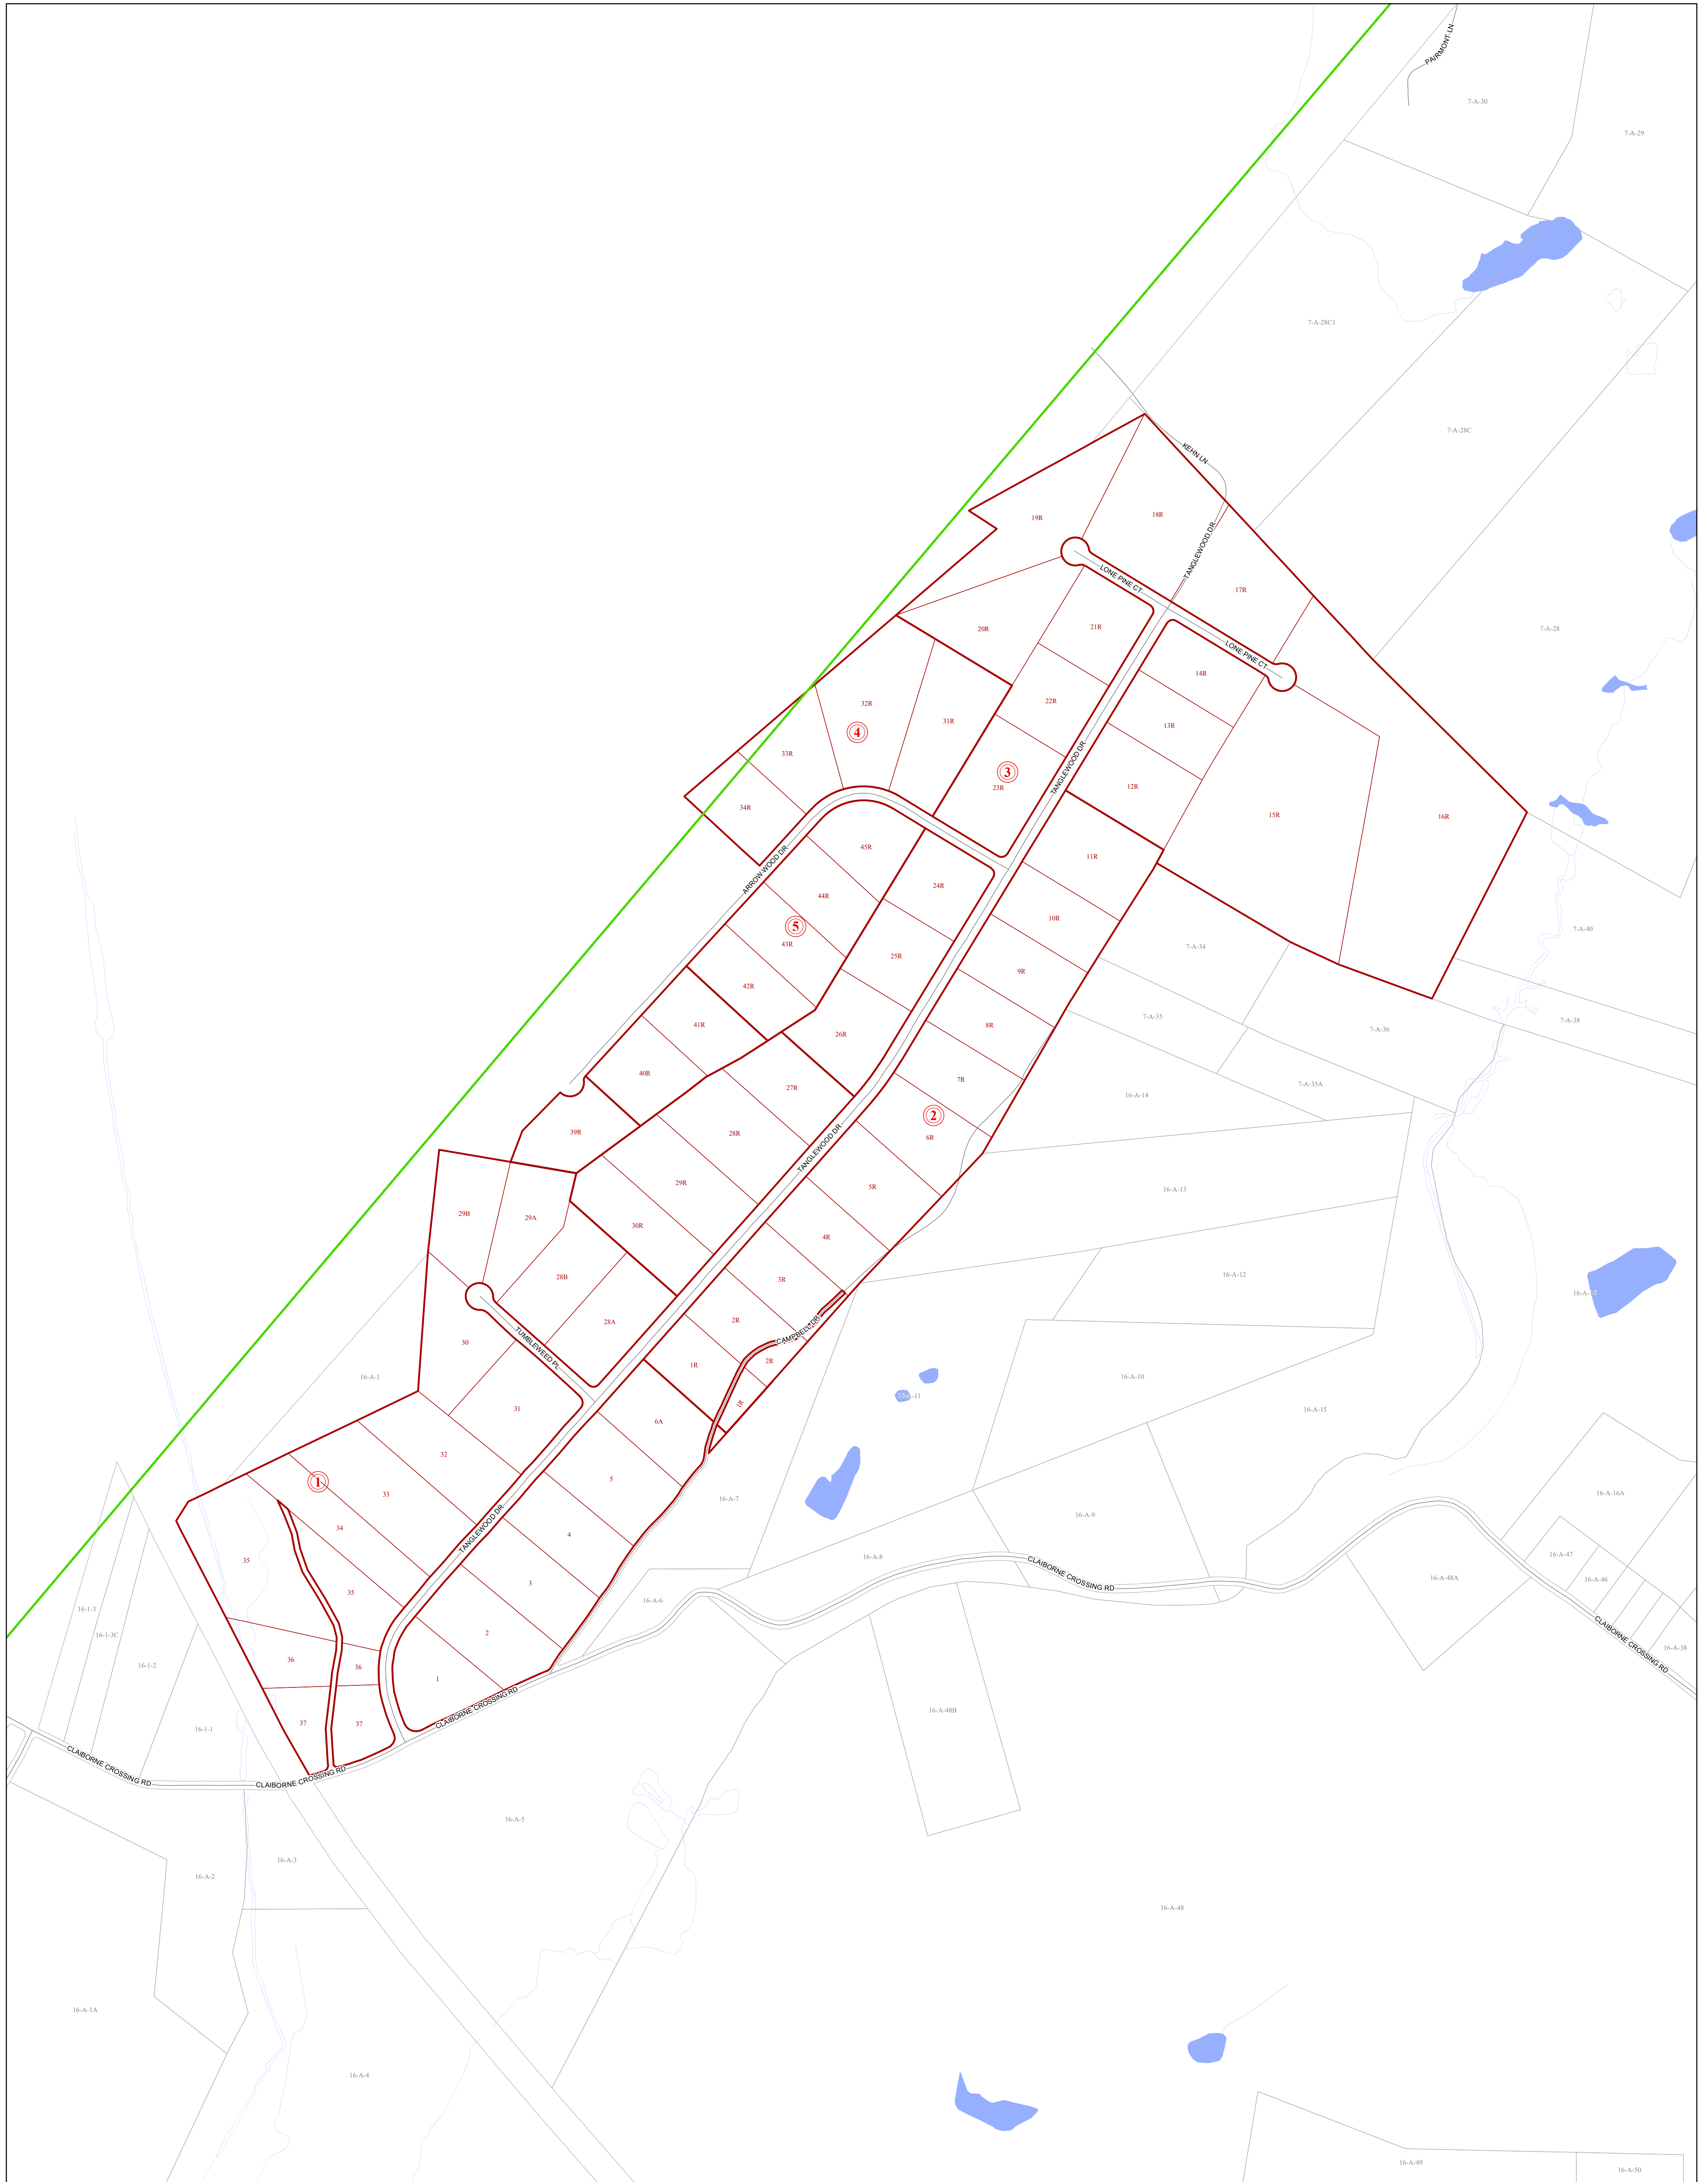 PAIRMONT LN
7-A-30
7-A-29
7-A-28C1
7-A-28C
KEHN LN
18R
19R
TANGLEWOOD DR
LONE PINE CT
17R
20R
21R
7-A-28
LONE PINE CT
14R
22R
32R
31R
13R
4
33R
TANGLEWOOD DR
3
23R
12R
34R
15R
16R
45R
11R
ARROW WOOD DR
24R
44R
10R
5
7-A-40
43R
7-A-34
25R
9R
42R
7-A-35
7-A-38
41R
8R
7-A-36
26R
40R
7R
7-A-35A
27R
16-A-14
2
TANGLEWOOD DR
39R
28R
6R
29R
5R
16-A-13
29B
29A
30R
4R
28B
3R
16-A-12
28A
2R
CAMPBELL DR
TUMBLEWEED PL
30
1R
2R
16-A-1
16-A-10
1R
31
6A
16-A-15
32
5
1
33
16-A-7
16-A-16A
TANGLEWOOD DR
16-A-9
34
4
16-A-8
16-A-47
35
CLAIBORNE CROSSING RD
16-A-48A
16-A-46
3
35
16-A-6
16-1-3
16-1-3C
2
CLAIBORNE CROSSING RD
16-A-38
36
36
16-1-2
1
CLAIBORNE CROSSING RD
16-A-48B
37
37
16-1-1
CLAIBORNE CROSSING RD
CLAIBORNE CROSSING RD
16-A-5
16-A-3
16-A-2
16-A-48
16-A-1A
16-A-4
16-A-49
16-A-50